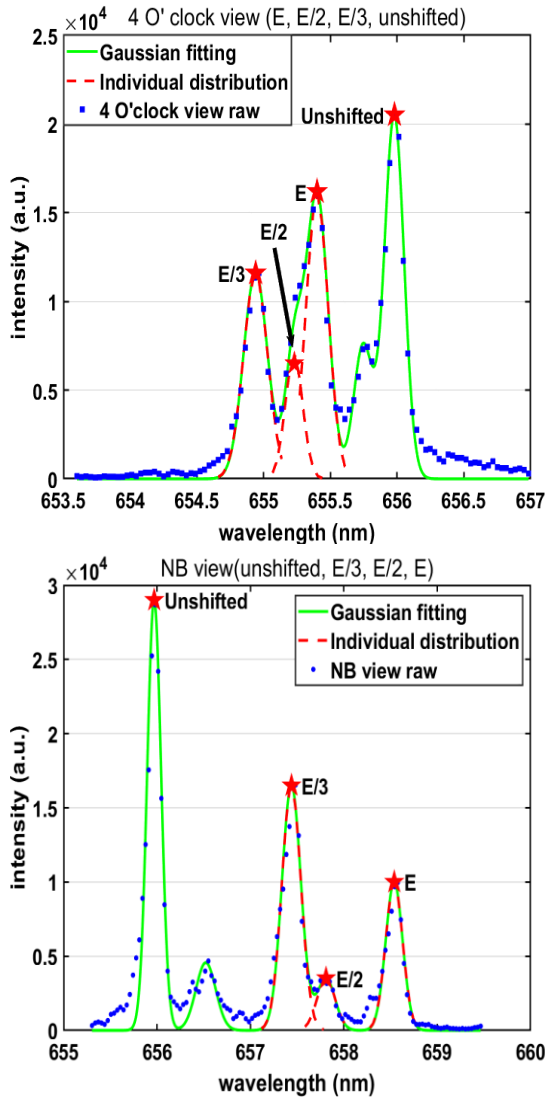 4 O' clock view (E, E/2, E/3, unshifted)
×10⁴
2.5
2
1.5
1
0.5
0
intensity (a.u.)
Gaussian fitting
Individual distribution
4 O'clock view raw
Unshifted
E
E/2
E/3
653.5 654 654.5 655 655.5 656 656.5 657
wavelength (nm)
NB view(unshifted, E/3, E/2, E)
×10⁴
3
2.5
2
1.5
1
0.5
0
intensity (a.u.)
Unshifted
Gaussian fitting
Individual distribution
NB view raw
E/3
E
E/2
655 656 657 658 659 660
wavelength (nm)